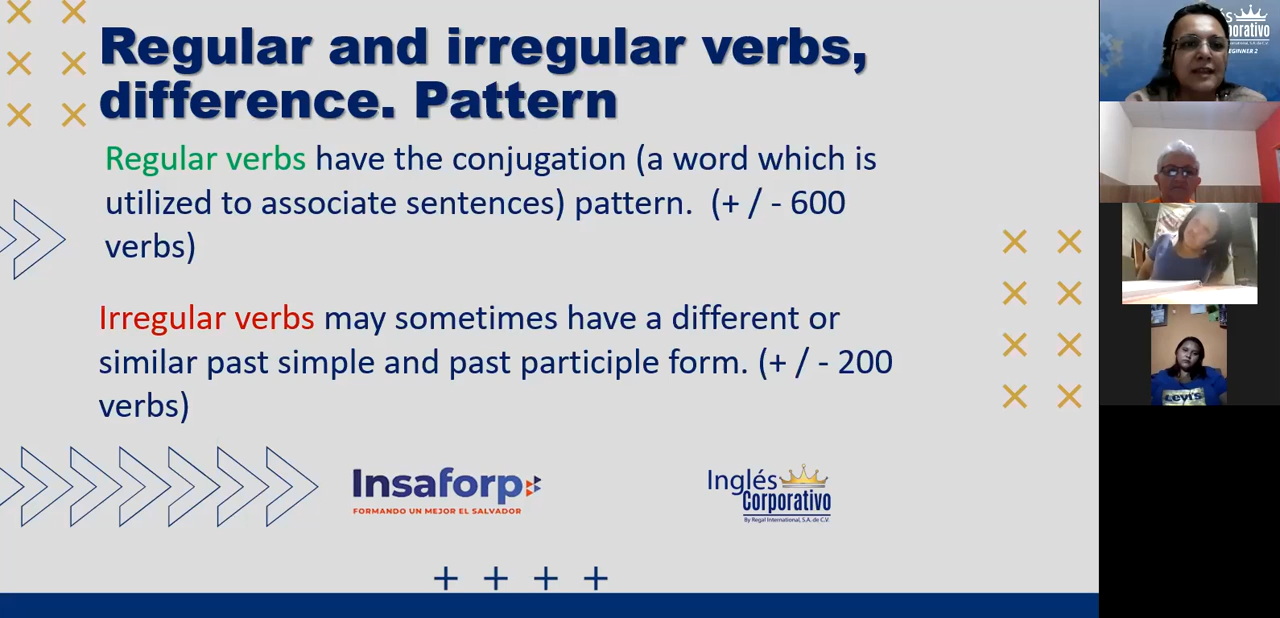 Regular and irregular verbs,
difference. Pattern
Regular verbs have the conjugation (a word which is
utilized to associate sentences) pattern.  (+ / - 600
verbs)
Irregular verbs may sometimes have a different or
similar past simple and past participle form. (+ / - 200
verbs)
Insaforp
FORMANDO UN MEJOR EL SALVADOR
Inglés
Corporativo
By Regal International, S.A. de C.V.
Levi's